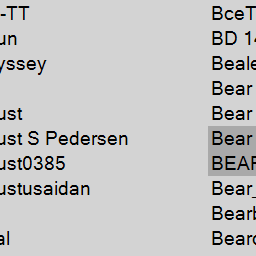 -TT BceT
un BD 14
yssey Beale
Bear
ust Bear
ust S Pedersen Bear
ust0385 BEAR
ustusaidan Bear_
Bearb
al Bearc